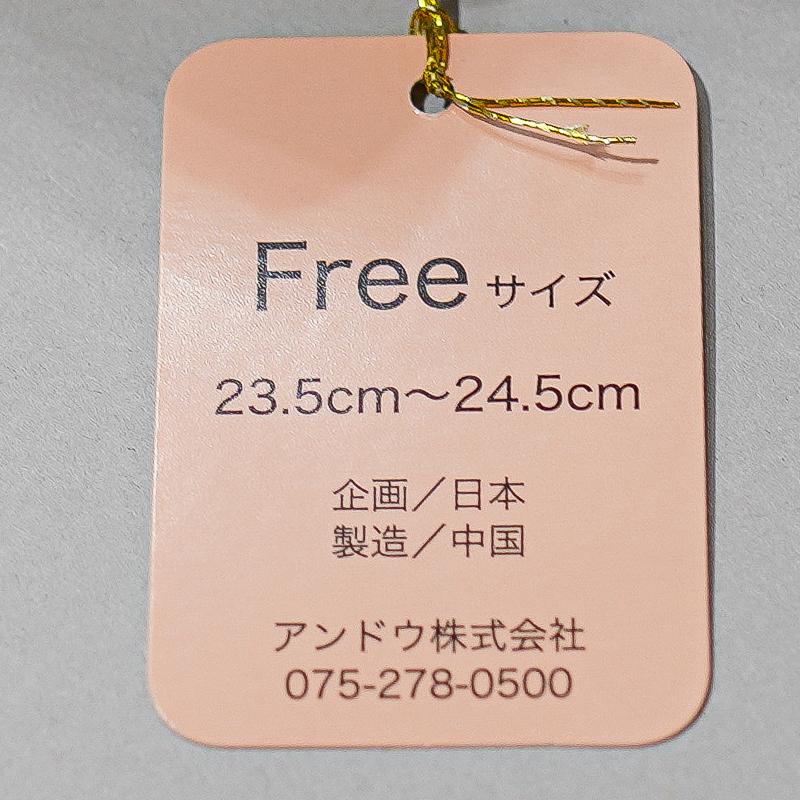 Free サイズ
23.5cm〜24.5cm
企画／日本
製造／中国
アンドウ株式会社
075-278-0500